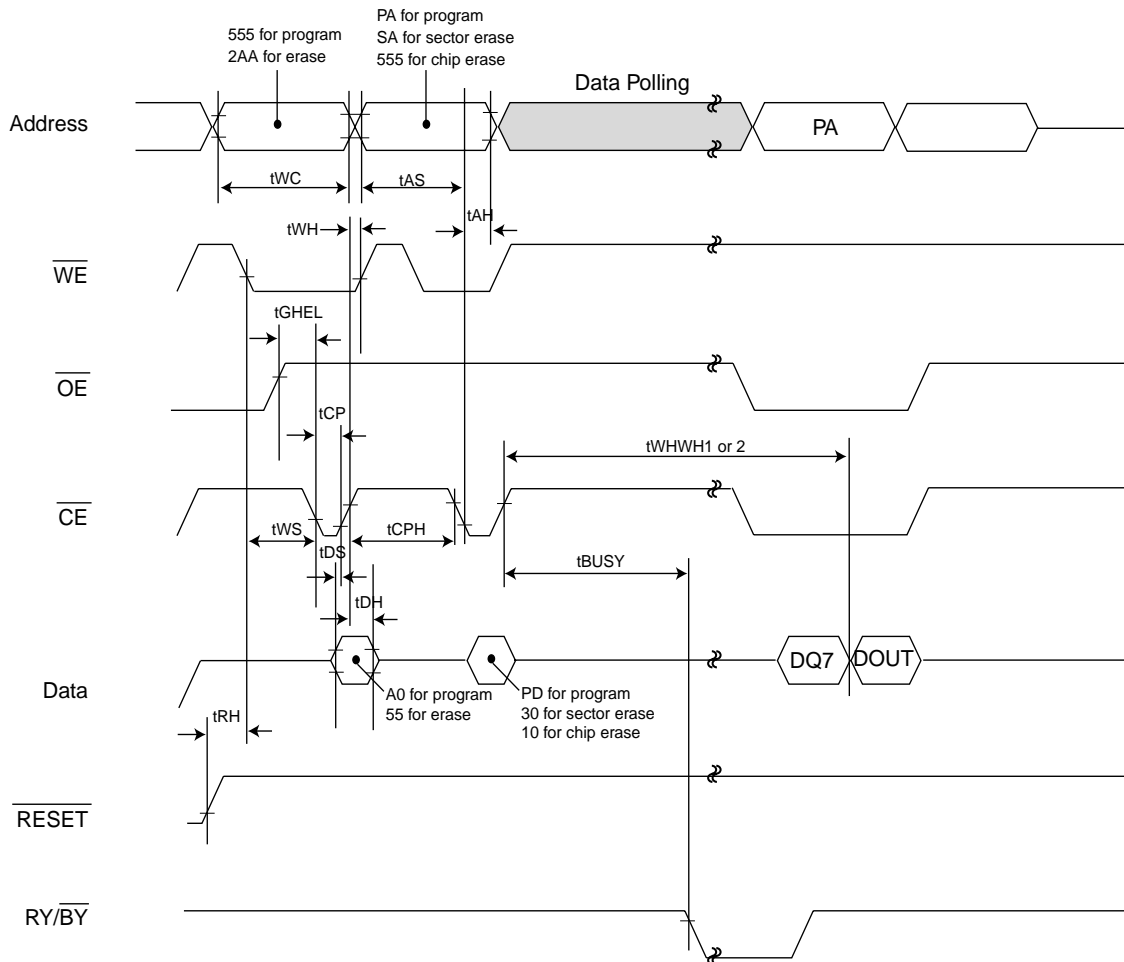 555 for program
2AA for erase
PA for program
SA for sector erase
555 for chip erase
Data Polling
Address
PA
tWC
tAS
tAH
tWH
WE
tGHEL
OE
tCP
tWHWH1 or 2
CE
tWS
tCPH
tDS
tBUSY
tDH
DQ7
DOUT
Data
A0 for program
55 for erase
PD for program
30 for sector erase
10 for chip erase
tRH
RESET
RY/BY